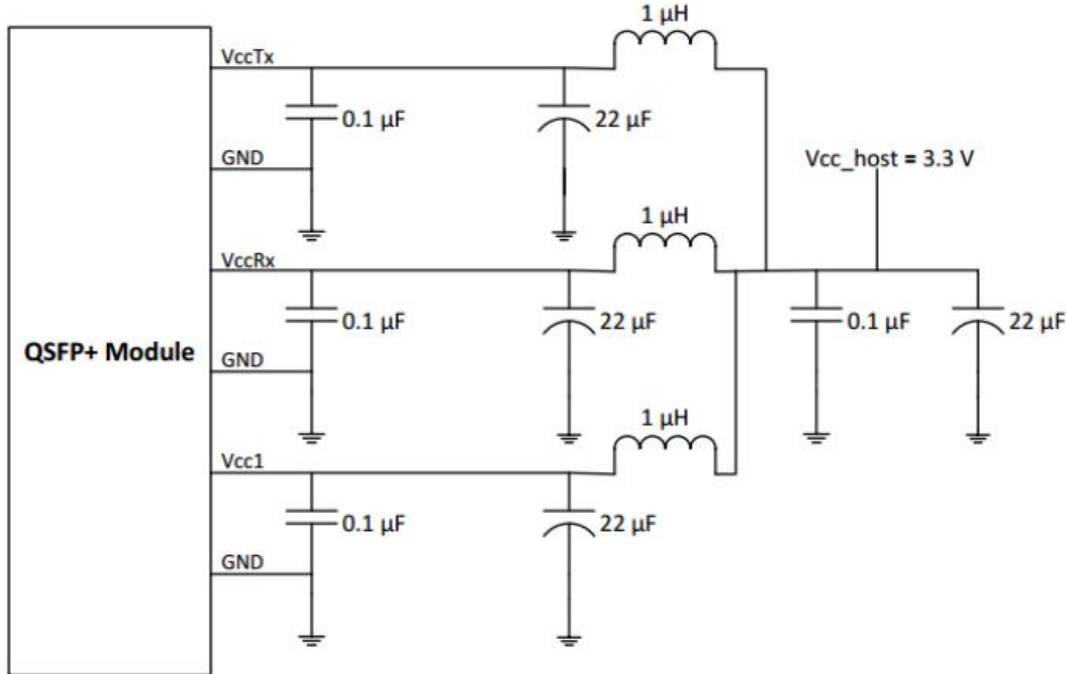 1 µH
VccTx
0.1 µF
22 µF
GND
Vcc_host = 3.3 V
1 µH
VccRx
0.1 µF
22 µF
0.1 µF
22 µF
QSFP+ Module
GND
1 µH
Vcc1
0.1 µF
22 µF
GND